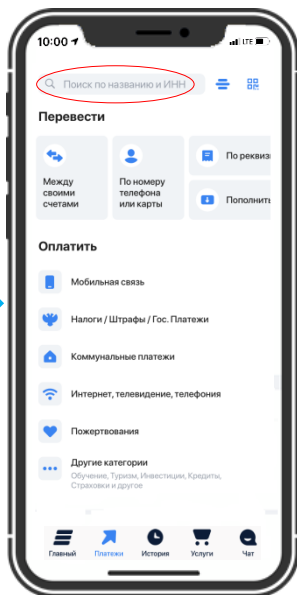 10:00
LTE
Поиск по названию и ИНН
Перевести
Между
своими
счетами
По номеру
телефона
или карты
По реквиз
Пополнить
Оплатить
Мобильная связь
Налоги / Штрафы / Гос. Платежи
Коммунальные платежи
Интернет, телевидение, телефония
Пожертвования
Другие категории
Обучение, Туризм, Инвестиции, Кредиты,
Страховки и другое
Главный Платежи История Услуги Чат